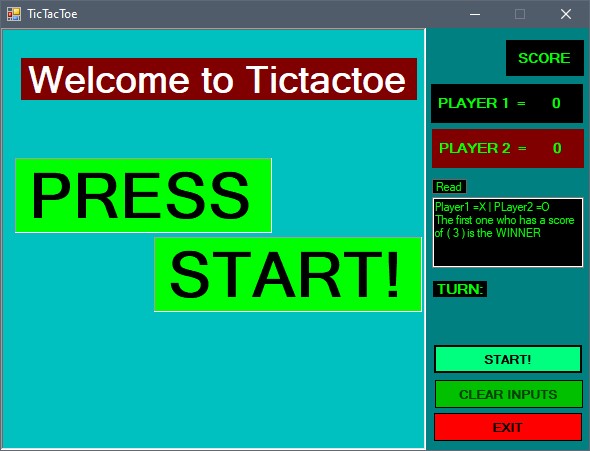 TicTacToe
Welcome to Tictactoe
PRESS
START!
SCORE
PLAYER 1 = 0
PLAYER 2 = 0
Read
Player1 =X | PLayer2 =O
The first one who has a score
of ( 3 ) is the WINNER
TURN:
START!
CLEAR INPUTS
EXIT